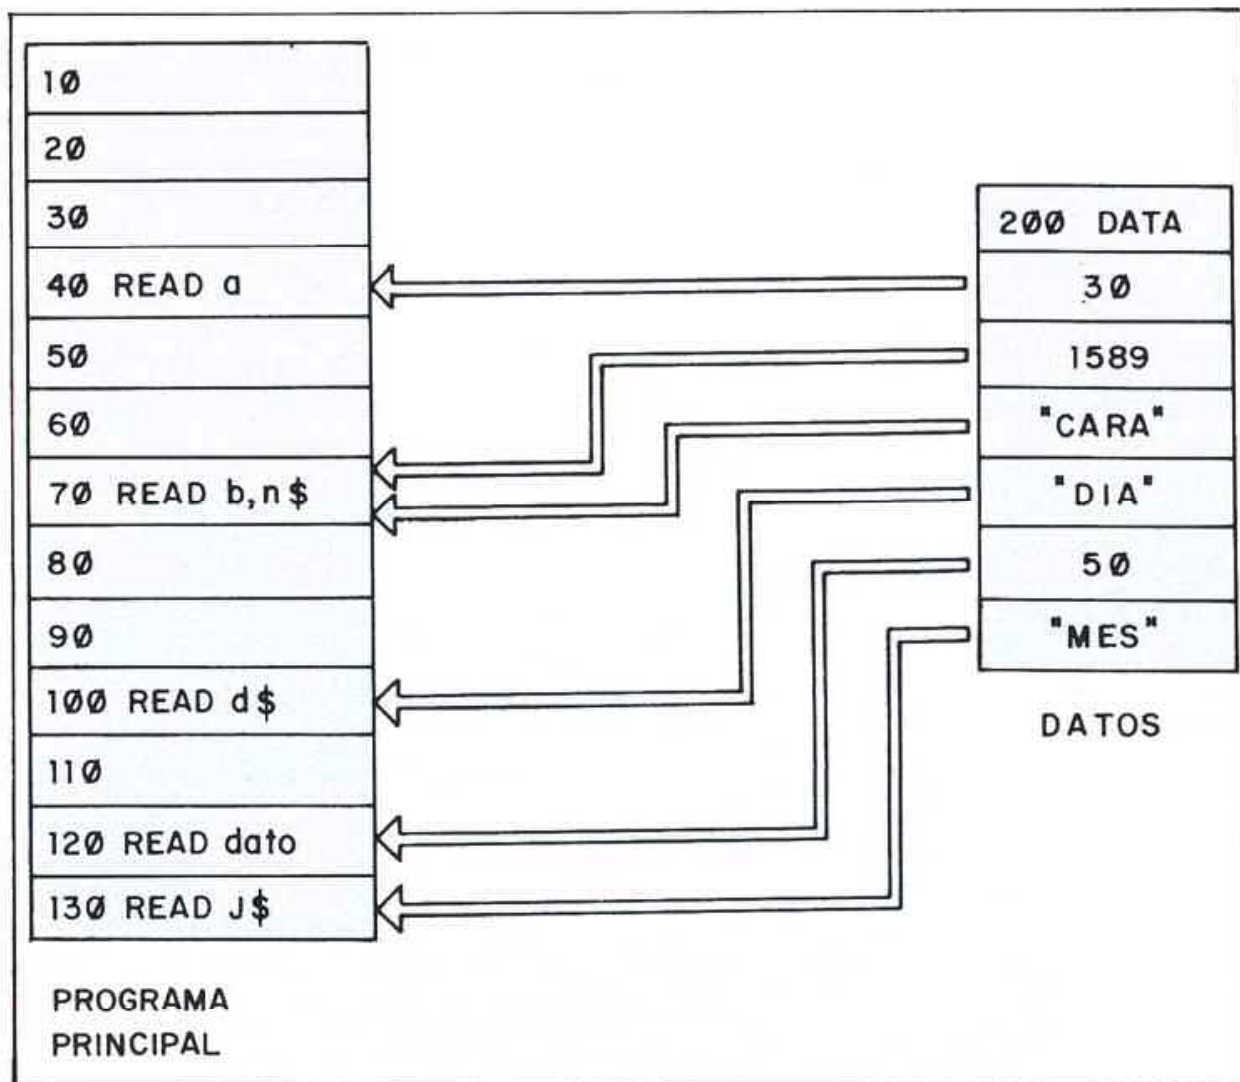 10
20
30
40 READ a
50
60
70 READ b,n$
80
90
100 READ d$
110
120 READ dato
130 READ J$
PROGRAMA
PRINCIPAL
200 DATA
30
1589
"CARA"
"DIA"
50
"MES"
DATOS